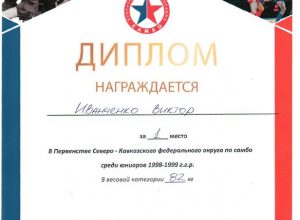 САМБО
ДИПЛОМ
НАГРАЖДАЕТСЯ
Иванченко Виктор
за 1 место
В Первенстве Северо - Кавказского федерального округа по самбо
среди юниоров 1998-1999 г.г.р.
В весовой категории 82 кг